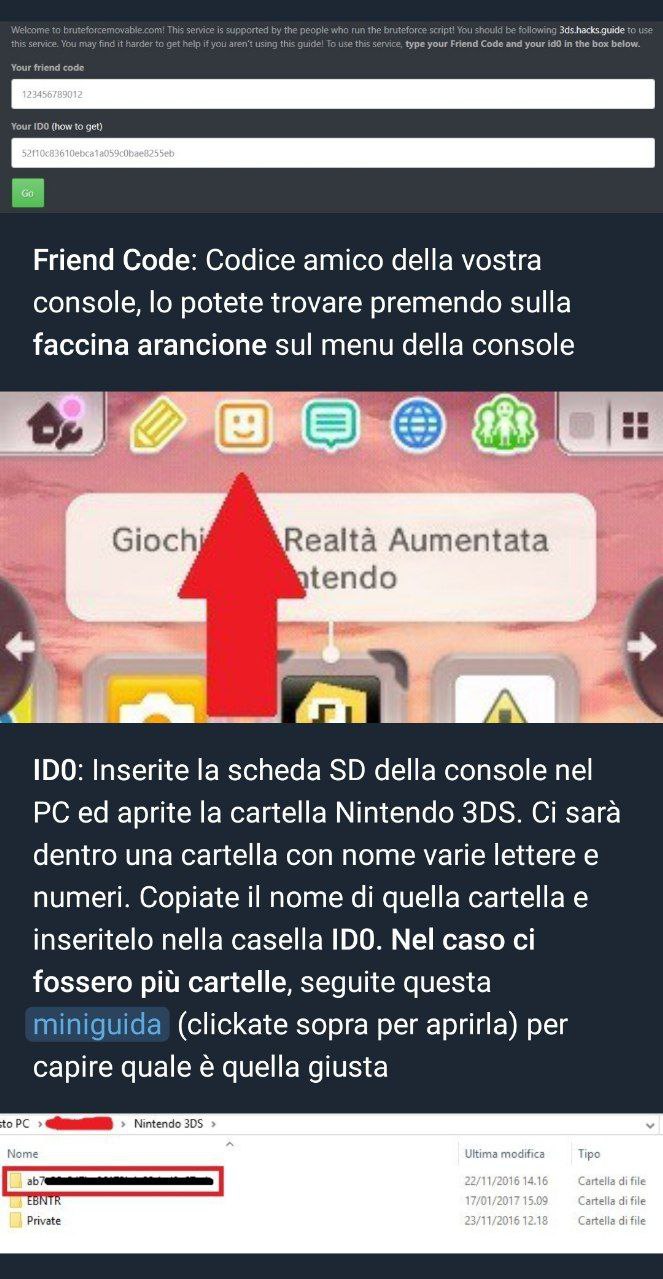 Welcome to bruteforcemovable.com! This service is supported by the people who run the bruteforce script! You should be following 3ds.hacks.guide to use
this service. You may find it harder to get help if you aren't using this guide! To use this service, type your Friend Code and your id0 in the box below.
Your friend code
123456789012
Your ID0 (how to get)
52f10c83610ebca1a059c0bae8255eb
Go
Friend Code: Codice amico della vostra
console, lo potete trovare premendo sulla
faccina arancione sul menu della console
Giochi Realtà Aumentata
ntendo
ID0: Inserite la scheda SD della console nel
PC ed aprite la cartella Nintendo 3DS. Ci sarà
dentro una cartella con nome varie lettere e
numeri. Copiate il nome di quella cartella e
inseritelo nella casella ID0. Nel caso ci
fossero più cartelle, seguite questa
miniguida (clickate sopra per aprirla) per
capire quale è quella giusta
sto PC > > Nintendo 3DS >
Nome Ultima modifica Tipo
ab7 22/11/2016 14.16 Cartella di file
EBNTR 17/01/2017 15.09 Cartella di file
Private 23/11/2016 12.18 Cartella di file